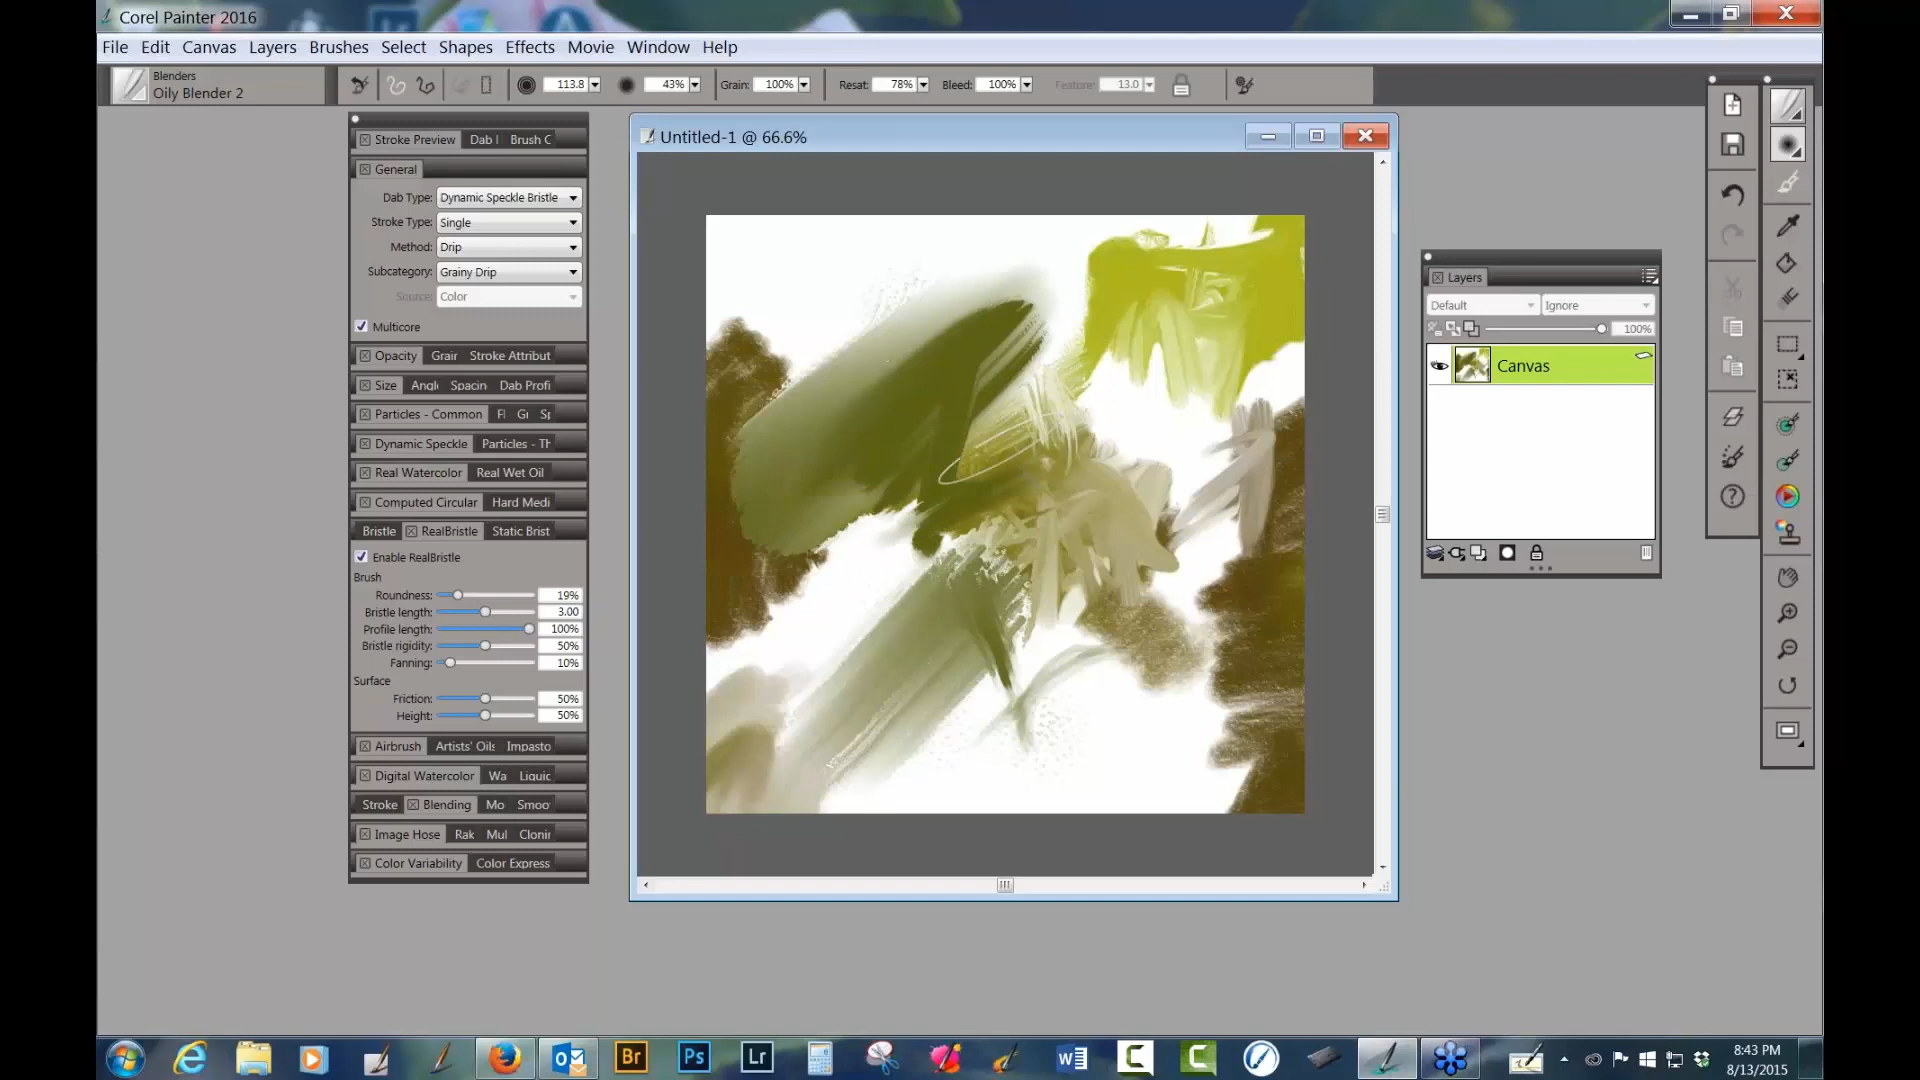 Corel Painter 2016
File Edit Canvas Layers Brushes Select Shapes Effects Movie Window Help
Blenders
Oily Blender 2
113.8 43% Grain: 100% Resat: 78% Bleed: 100% Feature: 13.0
Stroke Preview Dab Brush C
General
Dab Type: Dynamic Speckle Bristle
Stroke Type: Single
Method: Drip
Subcategory: Grainy Drip
Source: Color
Multicore
Opacity Grain Stroke Attribut
Size Angle Spacin Dab Profi
Particles - Common Fl Gr Sp
Dynamic Speckle Particles - Th
Real Watercolor Real Wet Oil
Computed Circular Hard Medi
Bristle RealBristle Static Brist
Enable RealBristle
Brush
Roundness: 19%
Bristle length: 3.00
Profile length: 100%
Bristle rigidity: 50%
Fanning: 10%
Surface
Friction: 50%
Height: 50%
Airbrush Artists' Oils Impasto
Digital Watercolor Wa Liquid
Stroke Blending Mo Smoo
Image Hose Rak Mul Cloni
Color Variability Color Express
Untitled-1 @ 66.6%
Layers
Default Ignore
100%
Canvas
Br Ps Lr
8:43 PM
8/13/2015